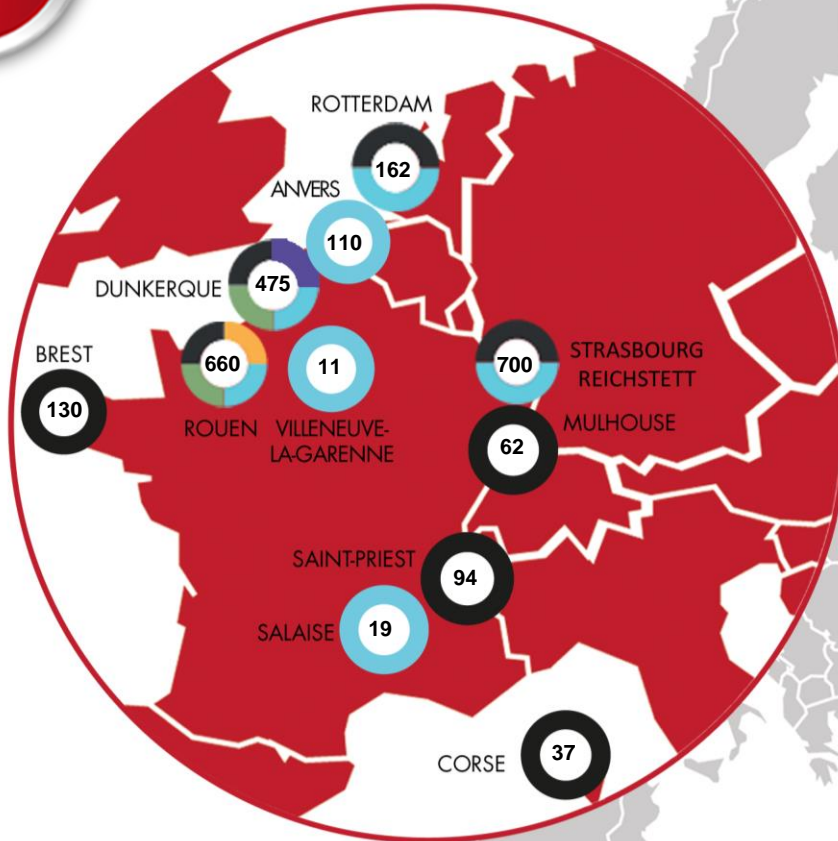 ROTTERDAM
162
ANVERS
110
DUNKERQUE
475
BREST
130
660
ROUEN
11
VILLENEUVE-
LA-GARENNE
700
STRASBOURG
REICHSTETT
MULHOUSE
62
SAINT-PRIEST
94
SALAISE
19
CORSE
37